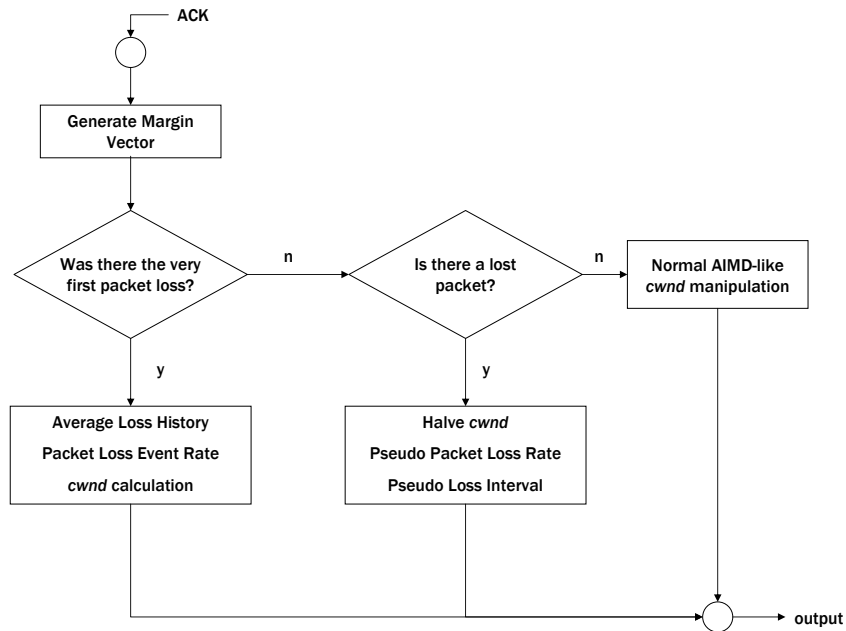 ACK
Generate Margin
Vector
Was there the very
first packet loss?
n
Is there a lost
packet?
n
Normal AIMD-like
cwnd manipulation
y
y
Average Loss History
Packet Loss Event Rate
cwnd calculation
Halve cwnd
Pseudo Packet Loss Rate
Pseudo Loss Interval
output